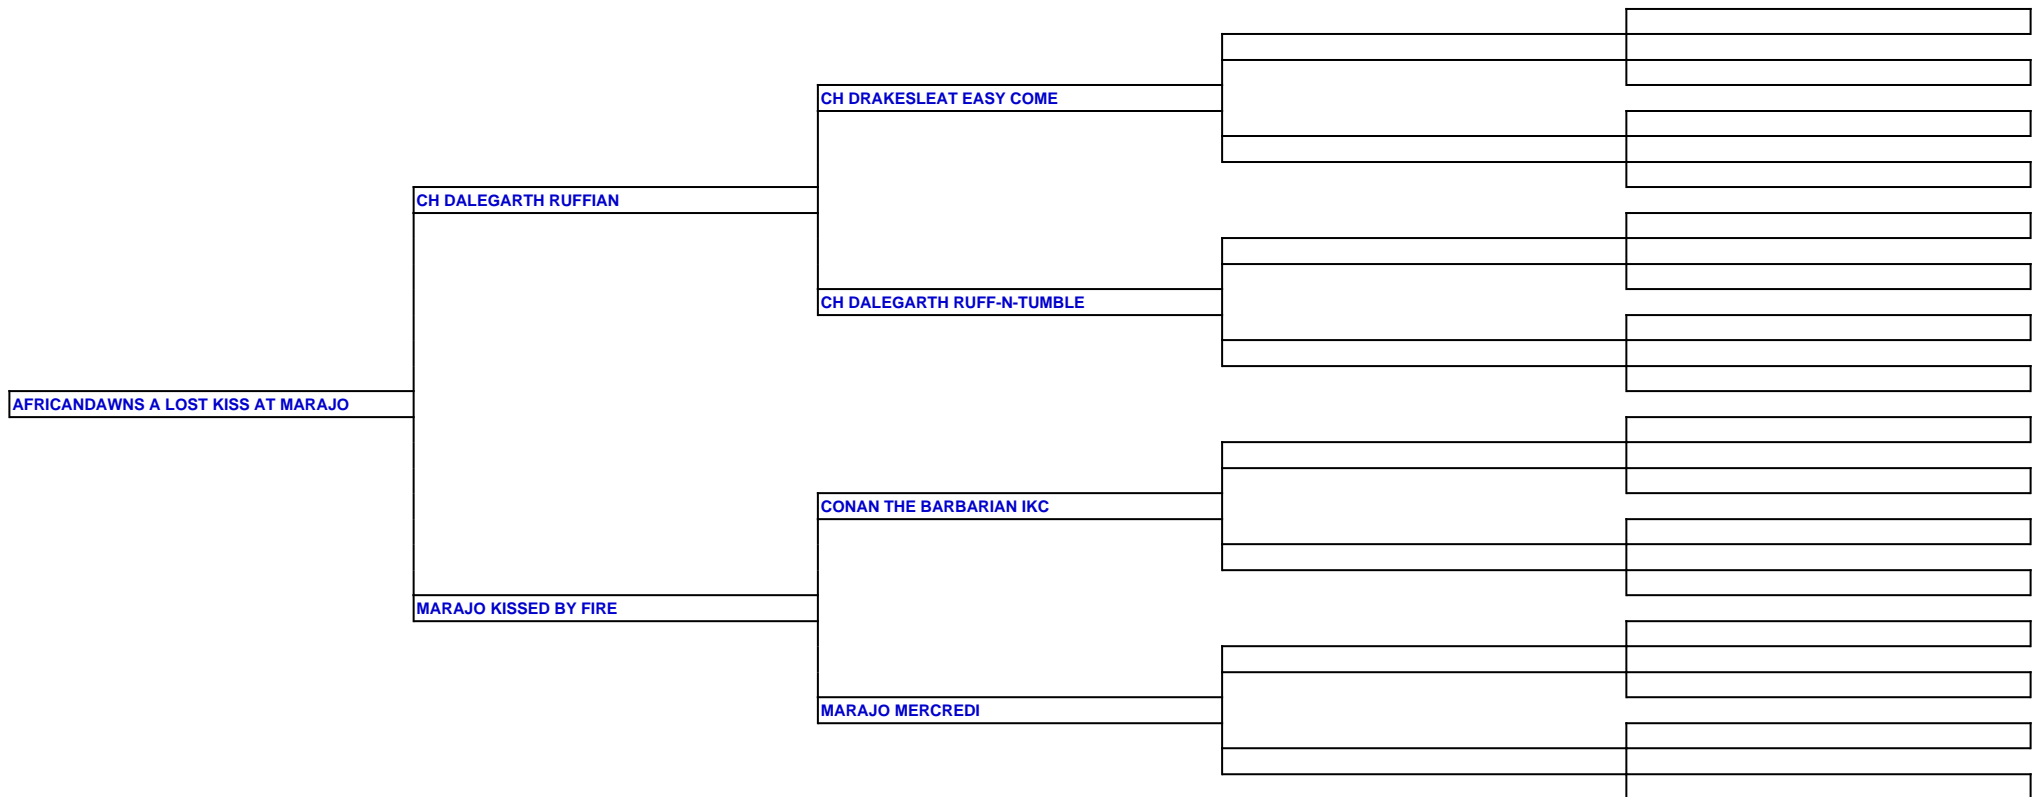 CH DRAKESLEAT EASY COME
CH DALEGARTH RUFFIAN
CH DALEGARTH RUFF-N-TUMBLE
AFRICANDAWNS A LOST KISS AT MARAJO
CONAN THE BARBARIAN IKC
MARAJO KISSED BY FIRE
MARAJO MERCREDI